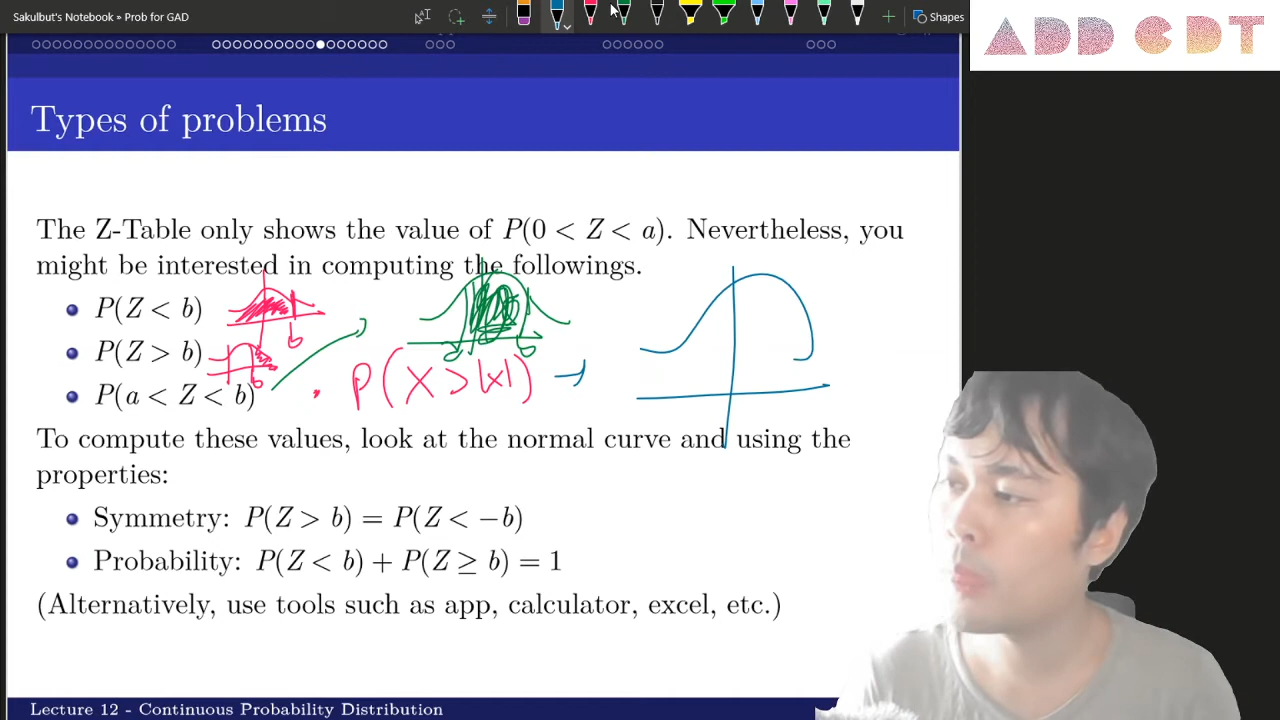 Sakulbut's Notebook » Prob for GAD
Shapes
ADD CDT
Types of problems
The Z-Table only shows the value of P(0 < Z < a). Nevertheless, you
might be interested in computing the followings.
P(Z < b)
b
P(Z > b)
b
a b
P(a < Z < b)
P(X > |x|)
To compute these values, look at the normal curve and using the
properties:
Symmetry: P(Z > b) = P(Z < −b)
Probability: P(Z < b) + P(Z ≥ b) = 1
(Alternatively, use tools such as app, calculator, excel, etc.)
Lecture 12 - Continuous Probability Distribution